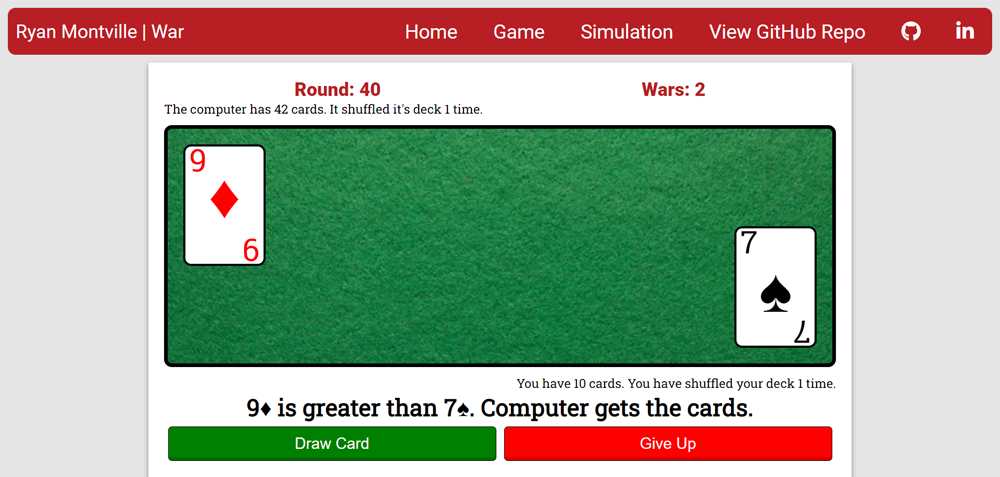 Ryan Montville | War Home Game Simulation View GitHub Repo
Round: 40 Wars: 2
The computer has 42 cards. It shuffled it's deck 1 time.
9
♦
9
7
♠
7
You have 10 cards. You have shuffled your deck 1 time.
9♦ is greater than 7♠. Computer gets the cards.
Draw Card Give Up